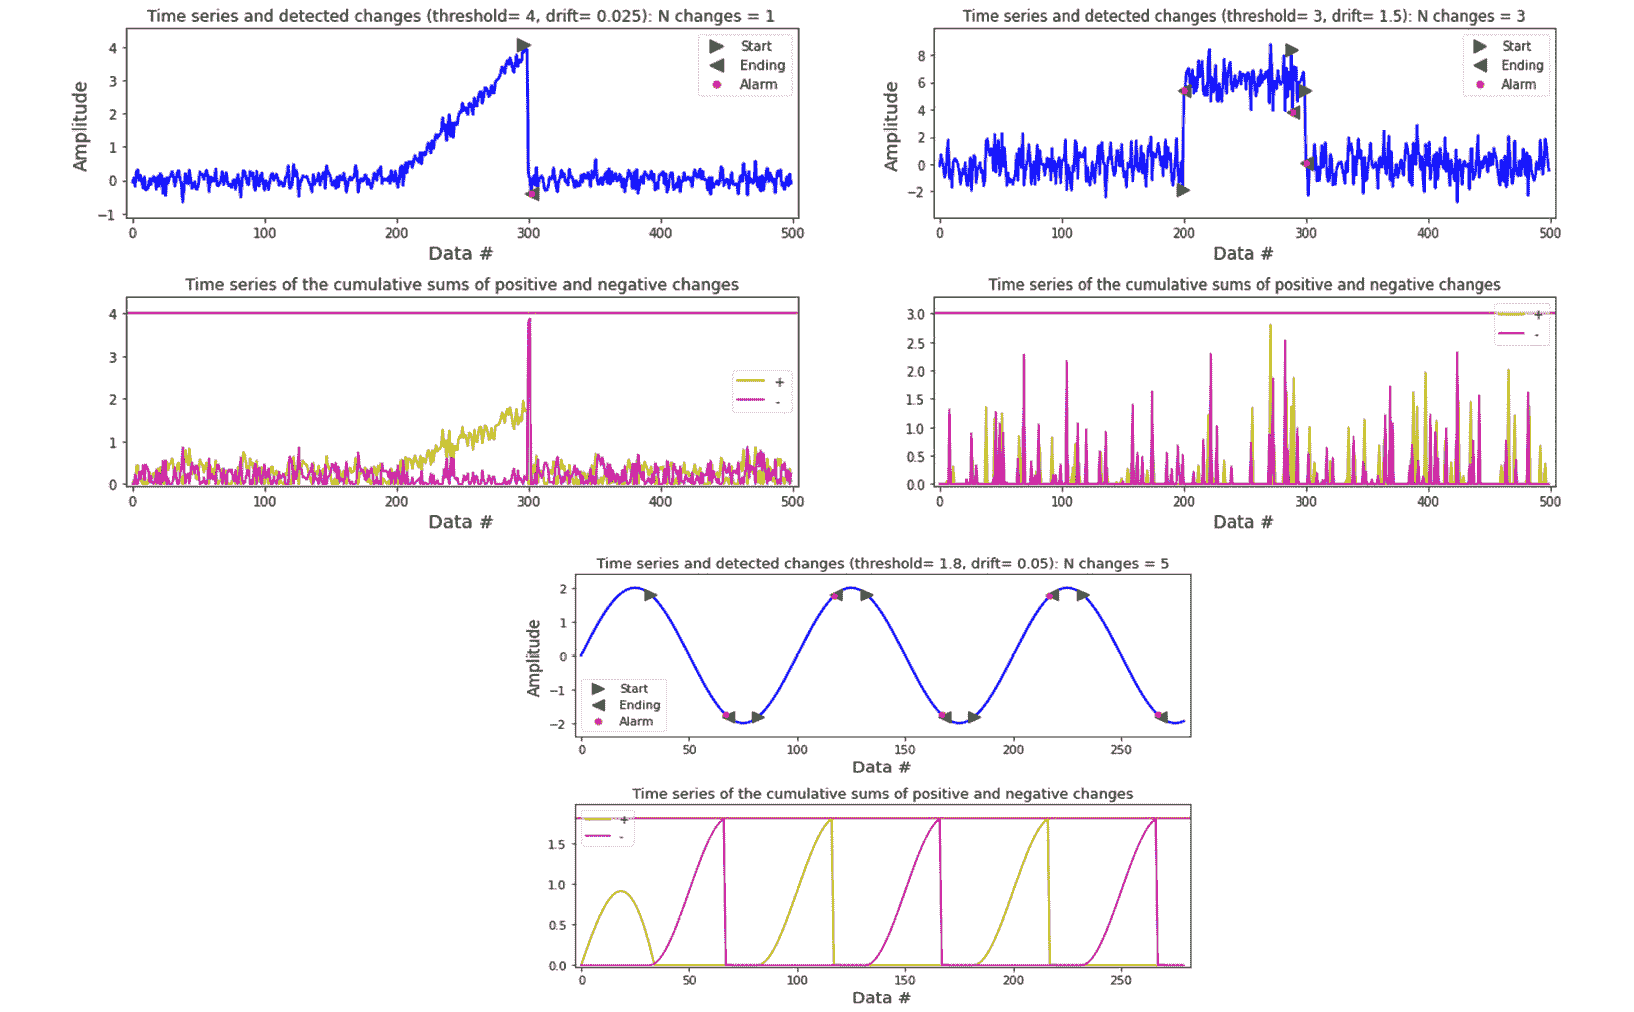 Time series and detected changes (threshold= 4, drift= 0.025): N changes = 1
Amplitude
4
3
2
1
0
−1
Start
Ending
Alarm
0 100 200 300 400 500
Data #
Time series of the cumulative sums of positive and negative changes
4
3
2
1
0
+
-
0 100 200 300 400 500
Data #
Time series and detected changes (threshold= 3, drift= 1.5): N changes = 3
Amplitude
8
6
4
2
0
−2
Start
Ending
Alarm
0 100 200 300 400 500
Data #
Time series of the cumulative sums of positive and negative changes
3.0
2.5
2.0
1.5
1.0
0.5
0.0
+
-
0 100 200 300 400 500
Data #
Time series and detected changes (threshold= 1.8, drift= 0.05): N changes = 5
Amplitude
2
1
0
−1
−2
Start
Ending
Alarm
0 50 100 150 200 250
Data #
Time series of the cumulative sums of positive and negative changes
+
-
1.5
1.0
0.5
0.0
0 50 100 150 200 250
Data #